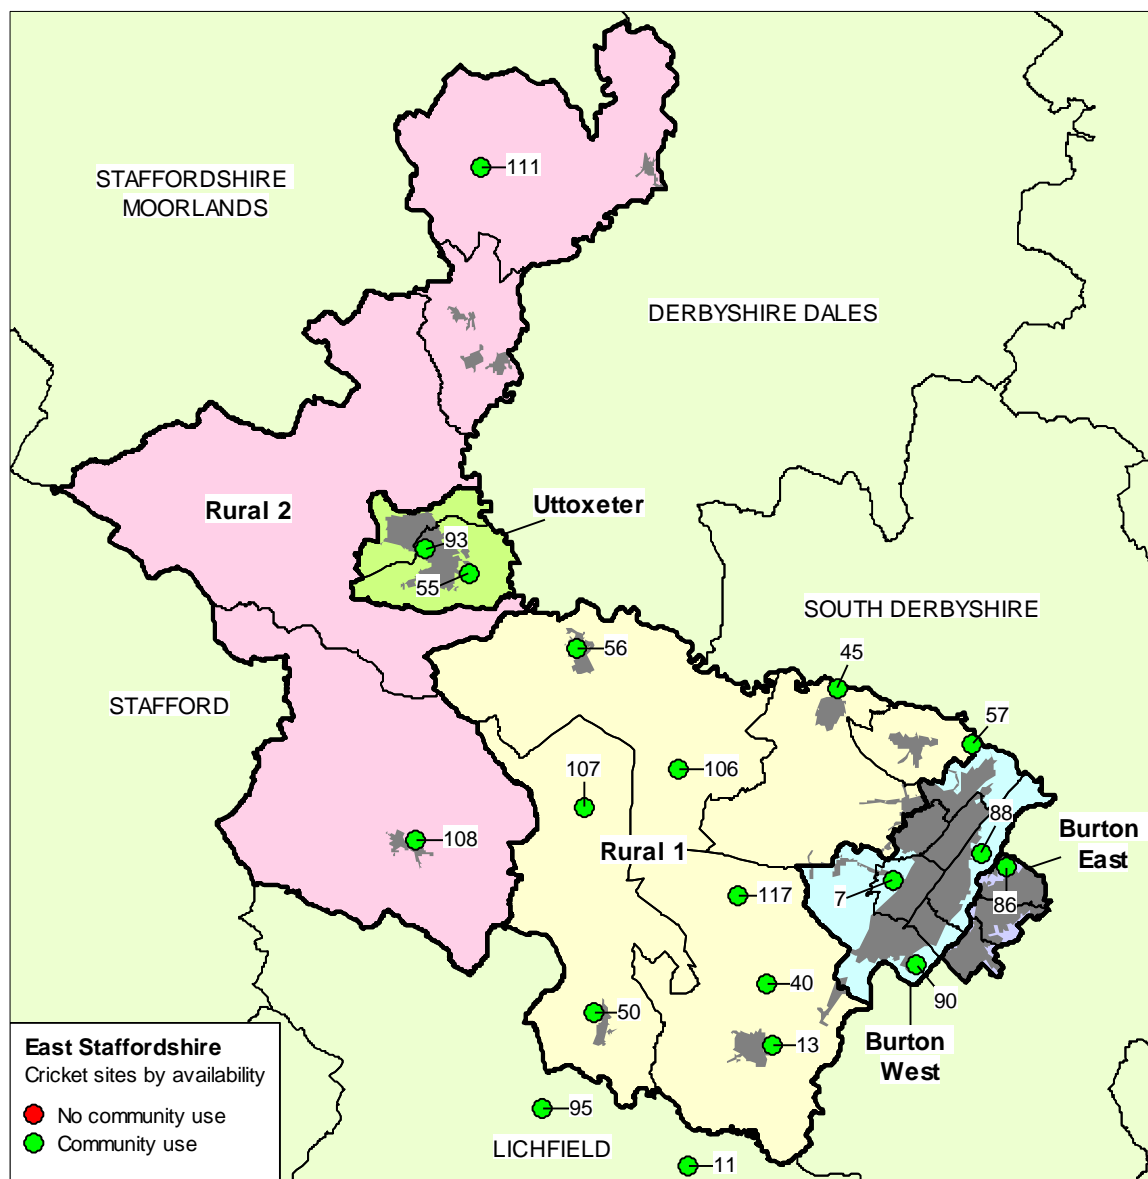 111
STAFFORDSHIRE
MOORLANDS
DERBYSHIRE DALES
Rural 2
Uttoxeter
93
55
SOUTH DERBYSHIRE
56
45
STAFFORD
57
107
106
88
Burton
East
108
Rural 1
117
7
86
40
90
50
Burton
West
13
East Staffordshire
Cricket sites by availability
No community use
Community use
95
LICHFIELD
11